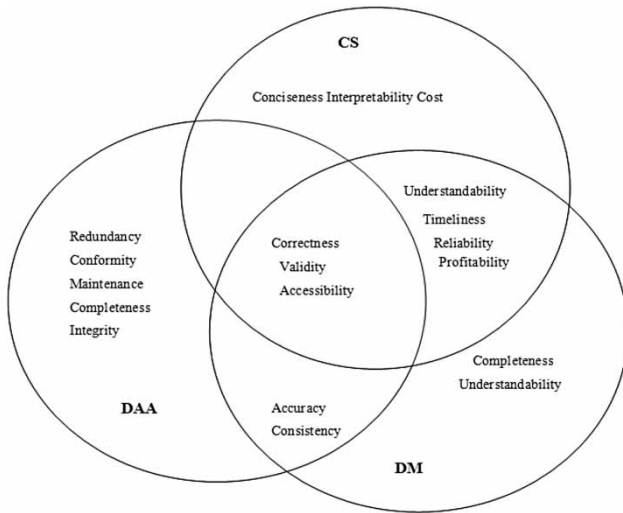 CS
Conciseness Interpretability Cost
Understandability
Timeliness
Reliability
Profitability
Redundancy
Conformity
Maintenance
Completeness
Integrity
Correctness
Validity
Accessibility
Completeness
Understandability
DAA
Accuracy
Consistency
DM